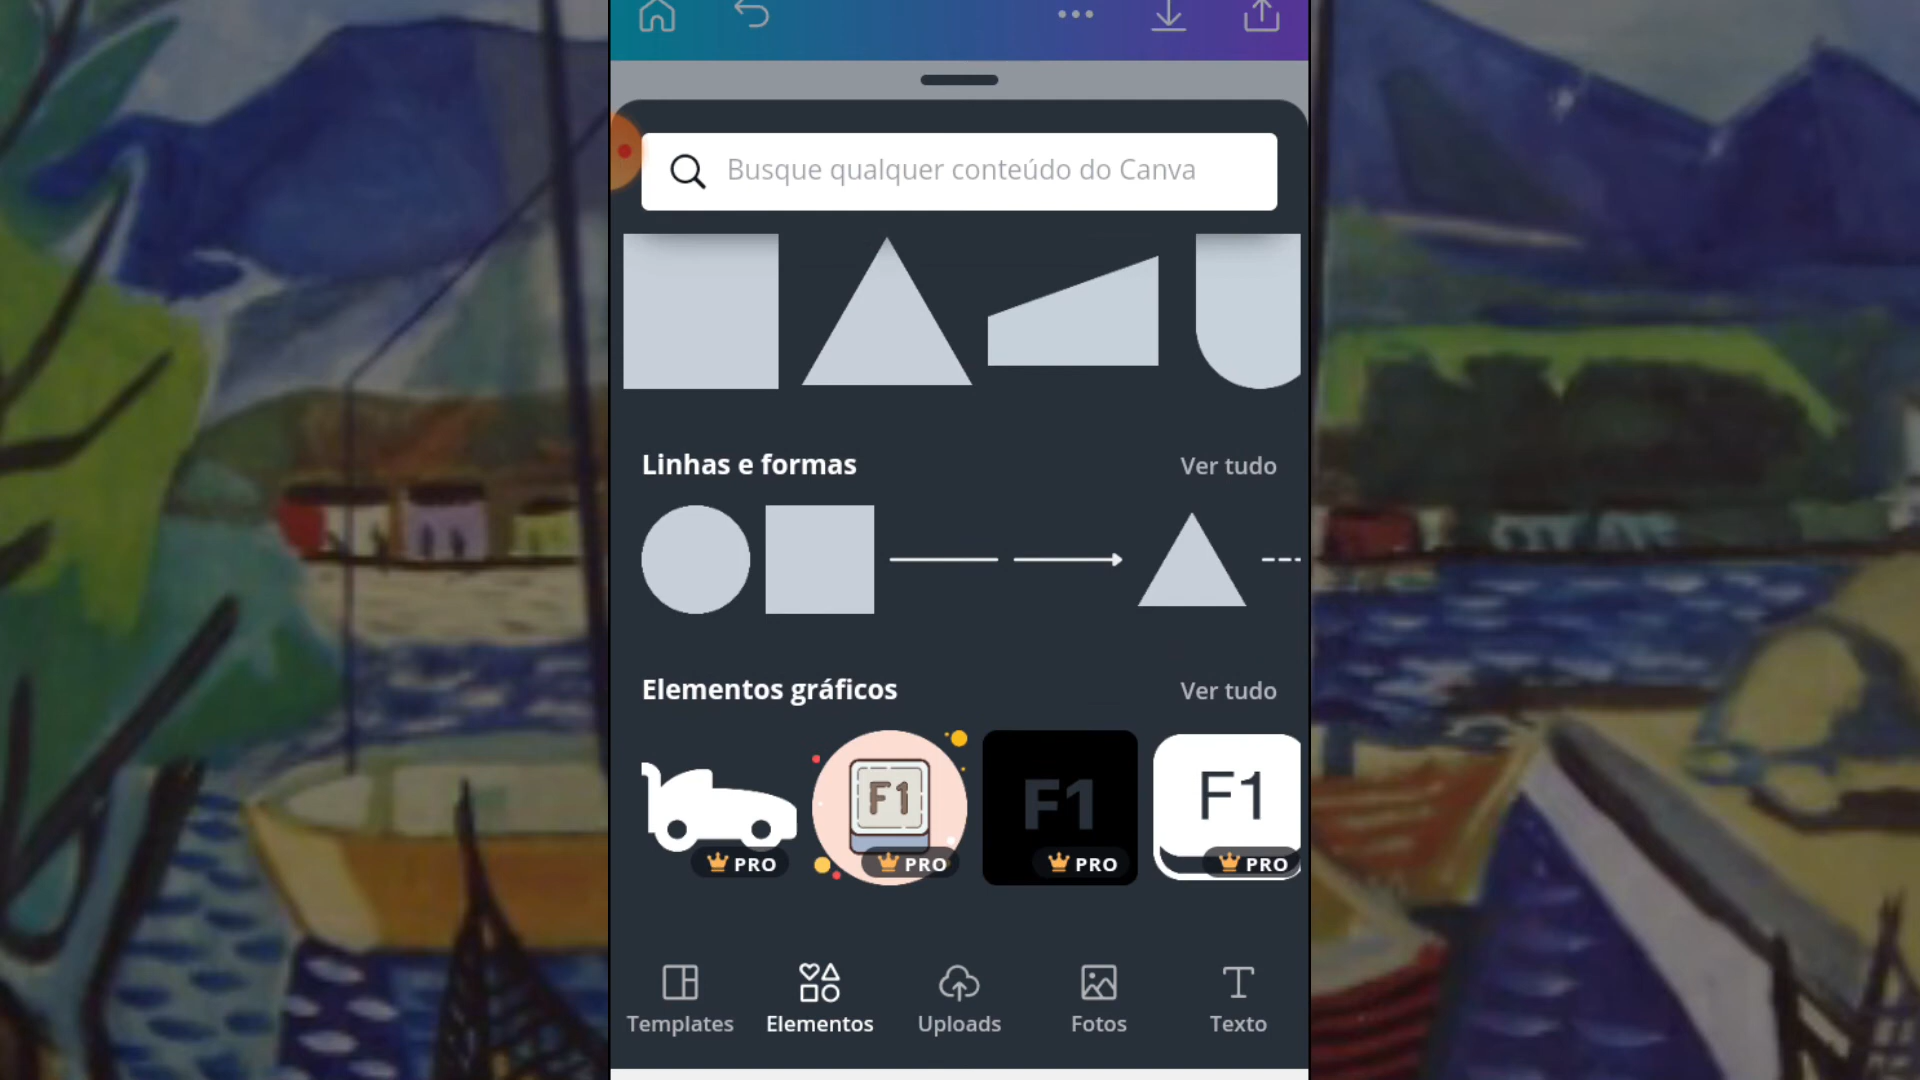 Busque qualquer conteúdo do Canva
Linhas e formas
Ver tudo
Elementos gráficos
Ver tudo
F1
F1
F1
PRO
PRO
PRO
PRO
Templates
Elementos
Uploads
Fotos
Texto